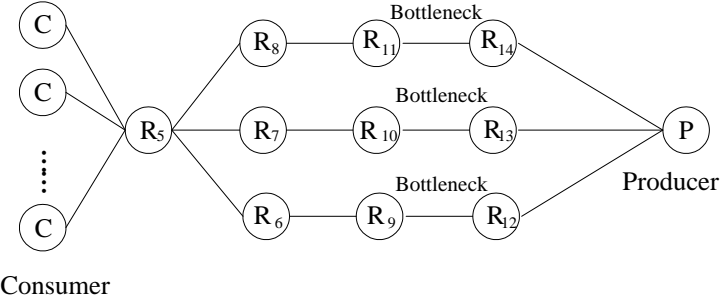 Bottleneck
C R8 R11 R14
Bottleneck
C R5 R7 R10 R13 P
Producer
Bottleneck
C R6 R9 R12
Consumer